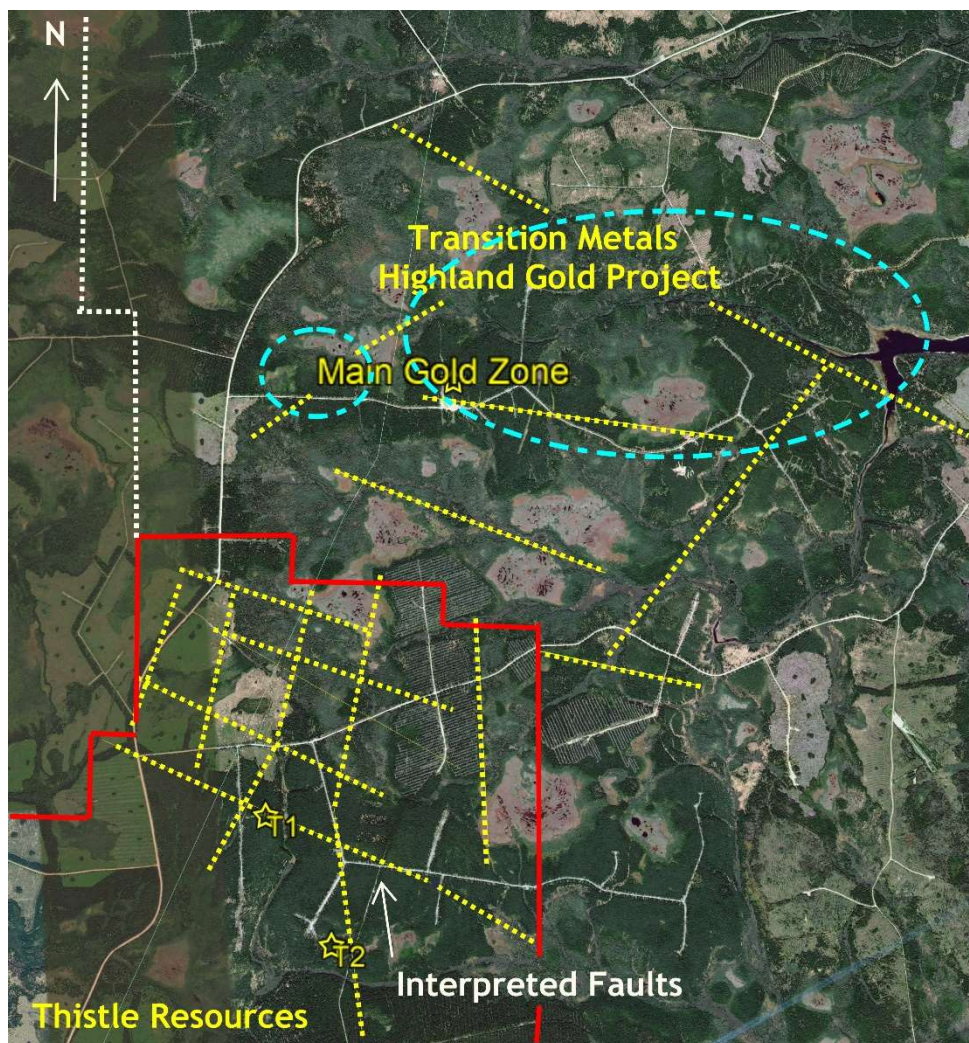 N
Transition Metals
Highland Gold Project
Main Gold Zone
T1
T2
Interpreted Faults
Thistle Resources